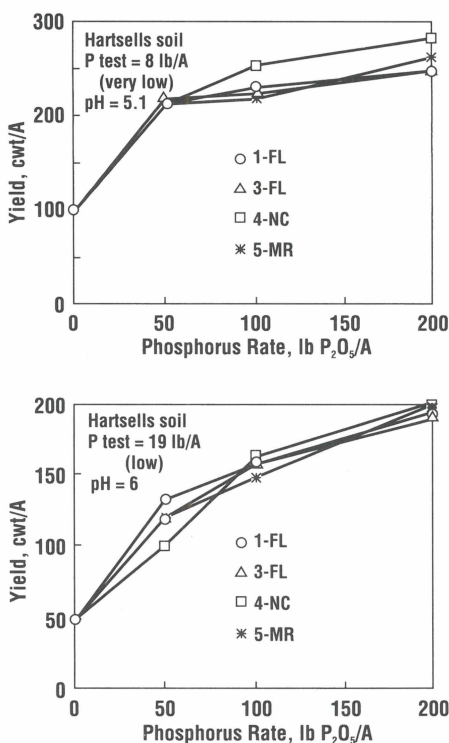 300
Hartsells soil
P test = 8 lb/A
(very low)
pH = 5.1
250
200
100
0
Yield, cwt/A
1-FL
3-FL
4-NC
5-MR
0 50 100 150 200
Phosphorus Rate, lb P₂O₅/A
200
Hartsells soil
P test = 19 lb/A
(low)
pH = 6
150
100
50
0
Yield, cwt/A
1-FL
3-FL
4-NC
5-MR
0 50 100 150 200
Phosphorus Rate, lb P₂O₅/A